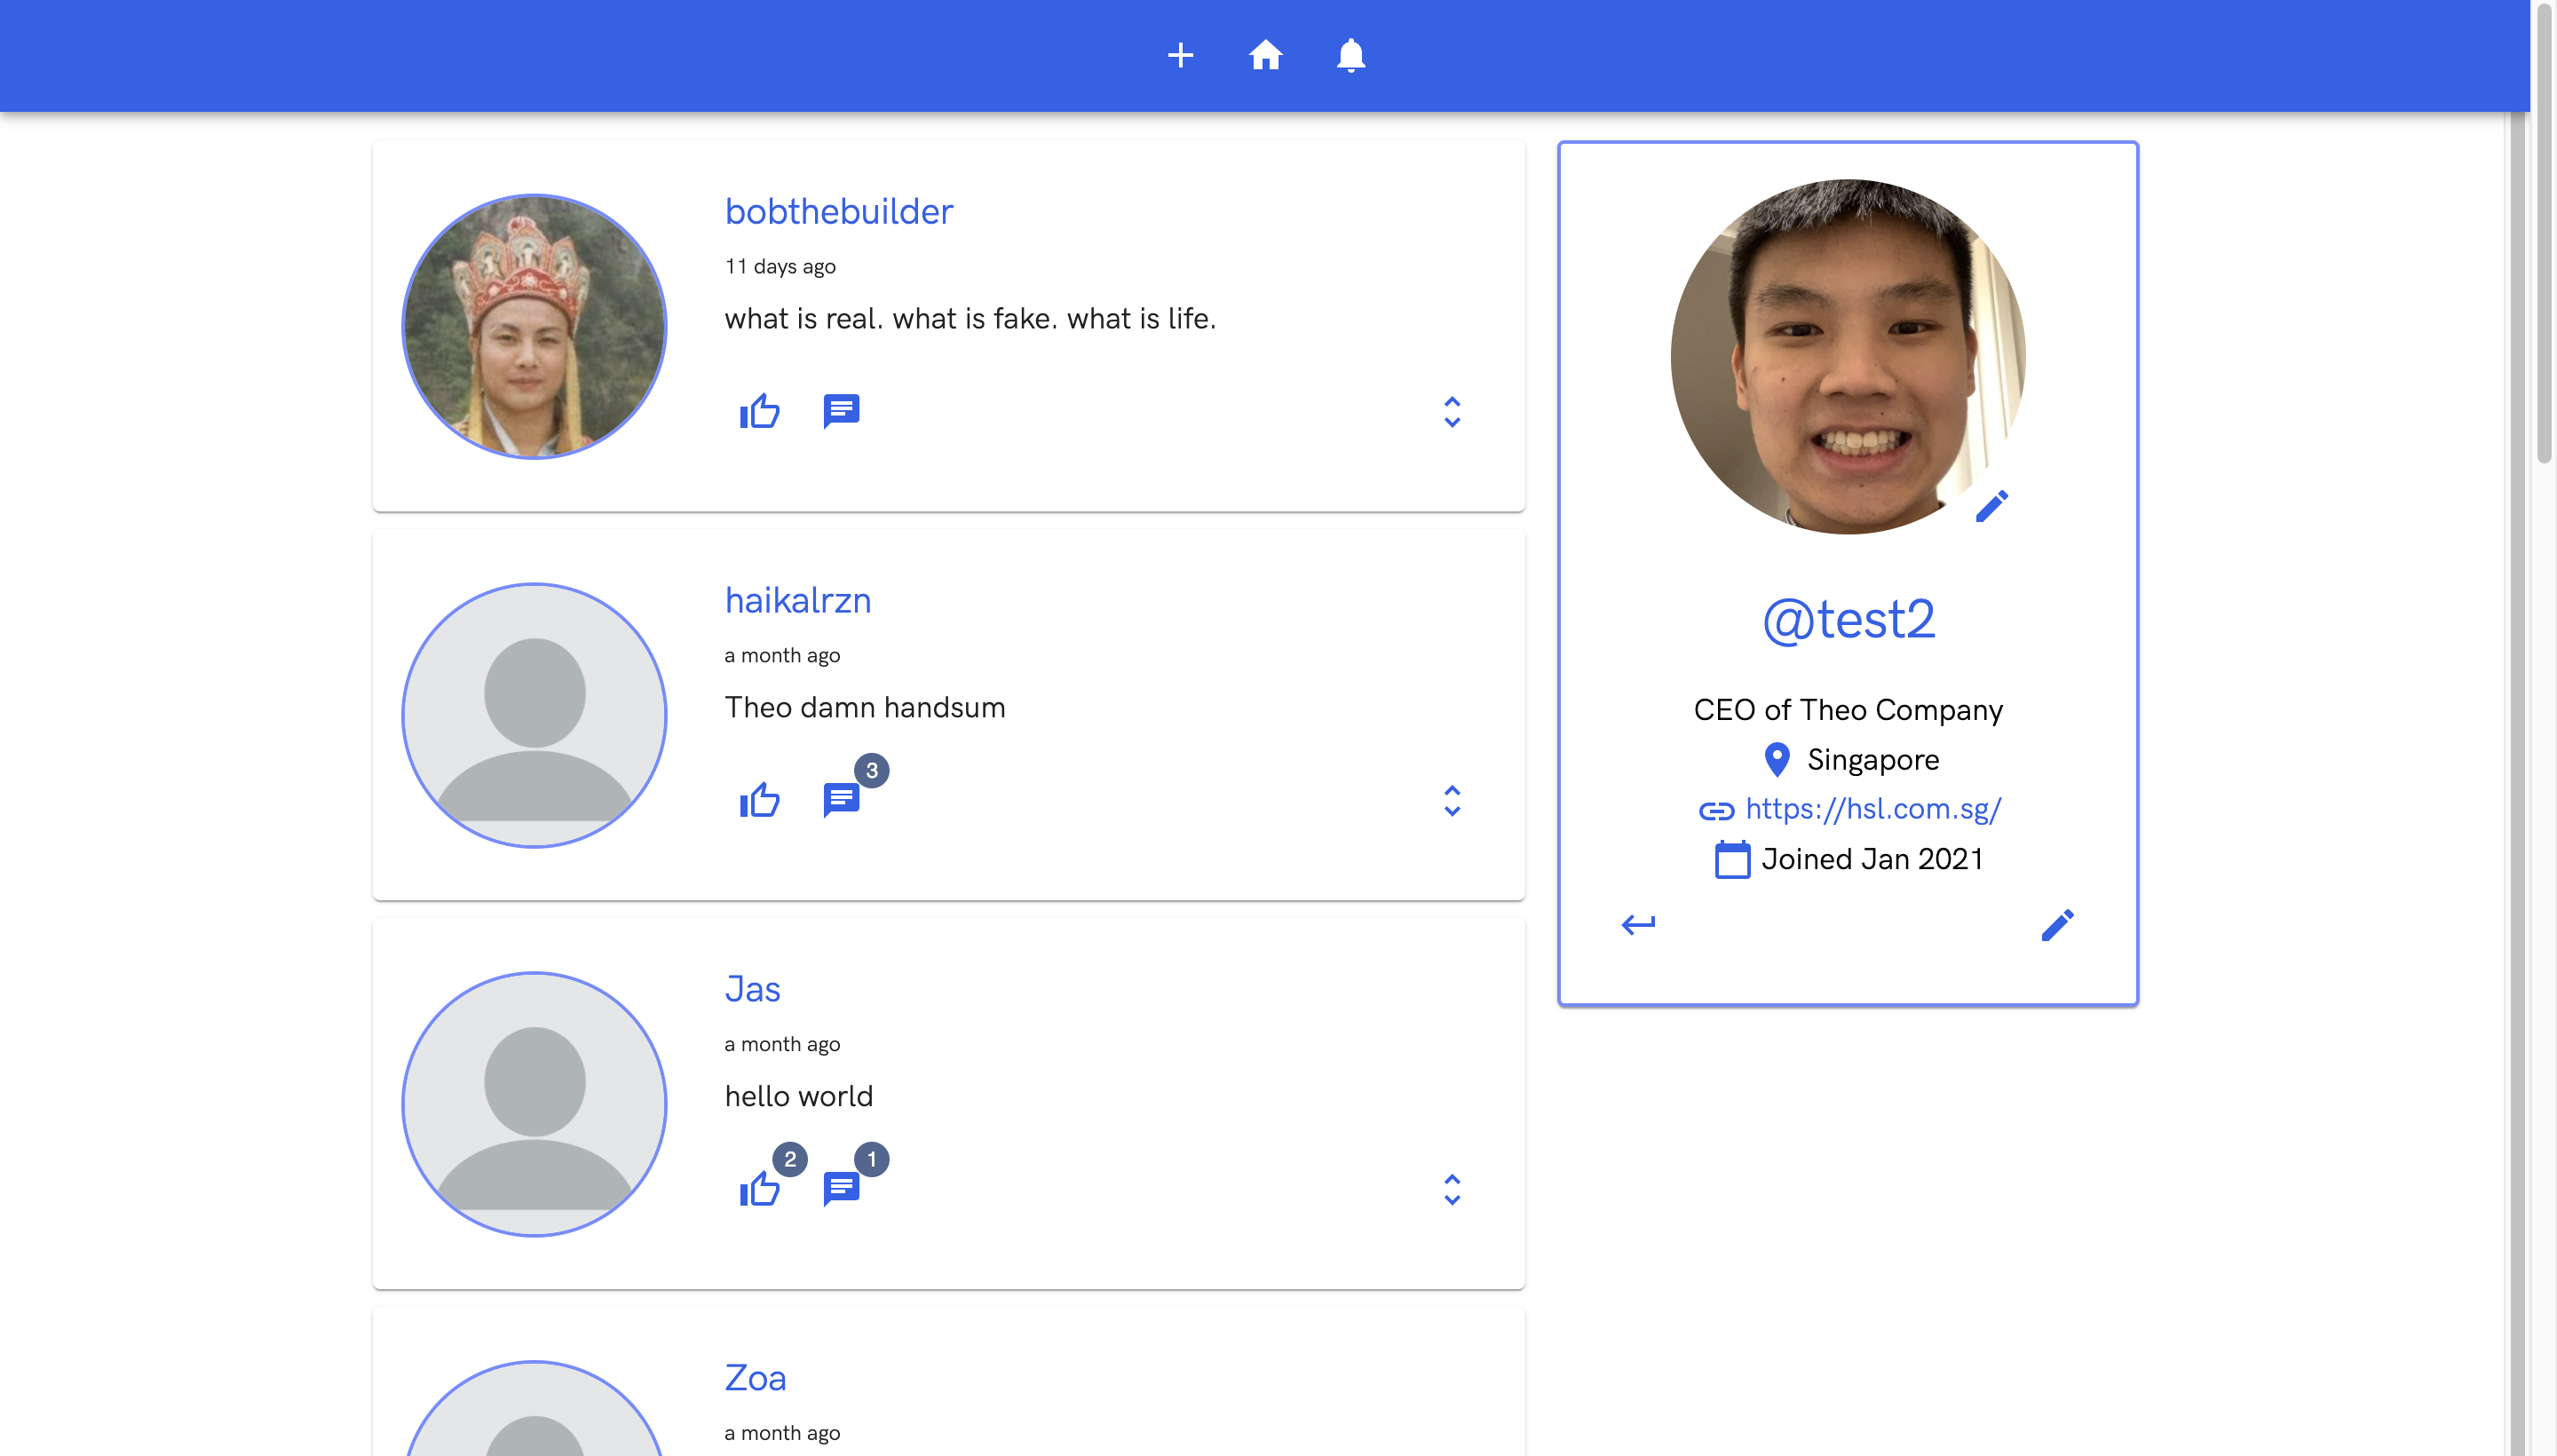 bobthebuilder
11 days ago
what is real. what is fake. what is life.
haikalrzn
a month ago
Theo damn handsum
3
Jas
a month ago
hello world
2 1
Zoa
a month ago
@test2
CEO of Theo Company
Singapore
https://hsl.com.sg/
Joined Jan 2021